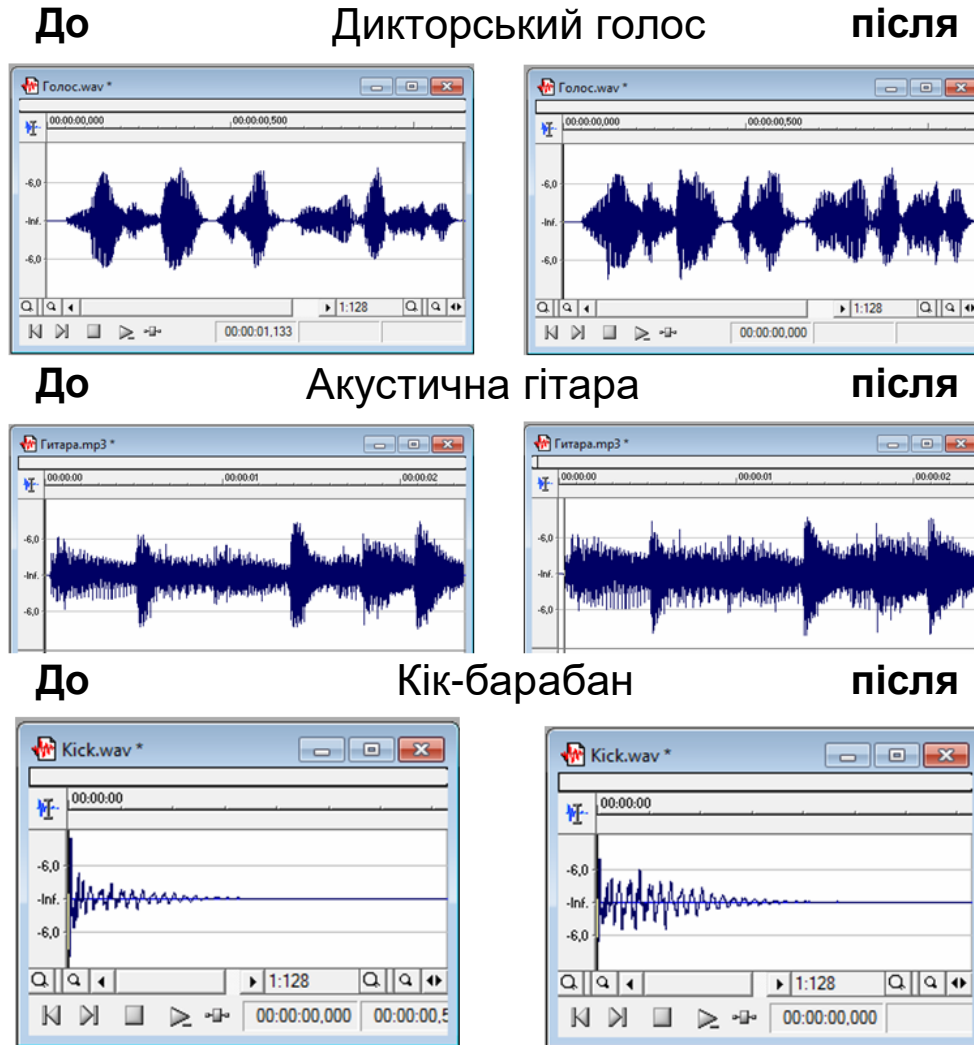 До Дикторський голос після
Голос.wav * Голос.wav *
00:00:00,000 00:00:00,500 00:00:00,000 00:00:00,500
-6,0 -6,0
-Inf. -Inf.
-6,0 -6,0
1:128 1:128
00:00:01,133 00:00:00,000
До Акустична гітара після
Гитара.mp3 * Гитара.mp3 *
00:00:00 00:00:01 00:00:02 00:00:00 00:00:01 00:00:02
-6,0 -6,0
-Inf. -Inf.
-6,0 -6,0
До Кік-барабан після
Kick.wav * Kick.wav *
00:00:00 00:00:00
-6,0 -6,0
-Inf. -Inf.
-6,0 -6,0
1:128 1:128
00:00:00,000 00:00:00,5 00:00:00,000